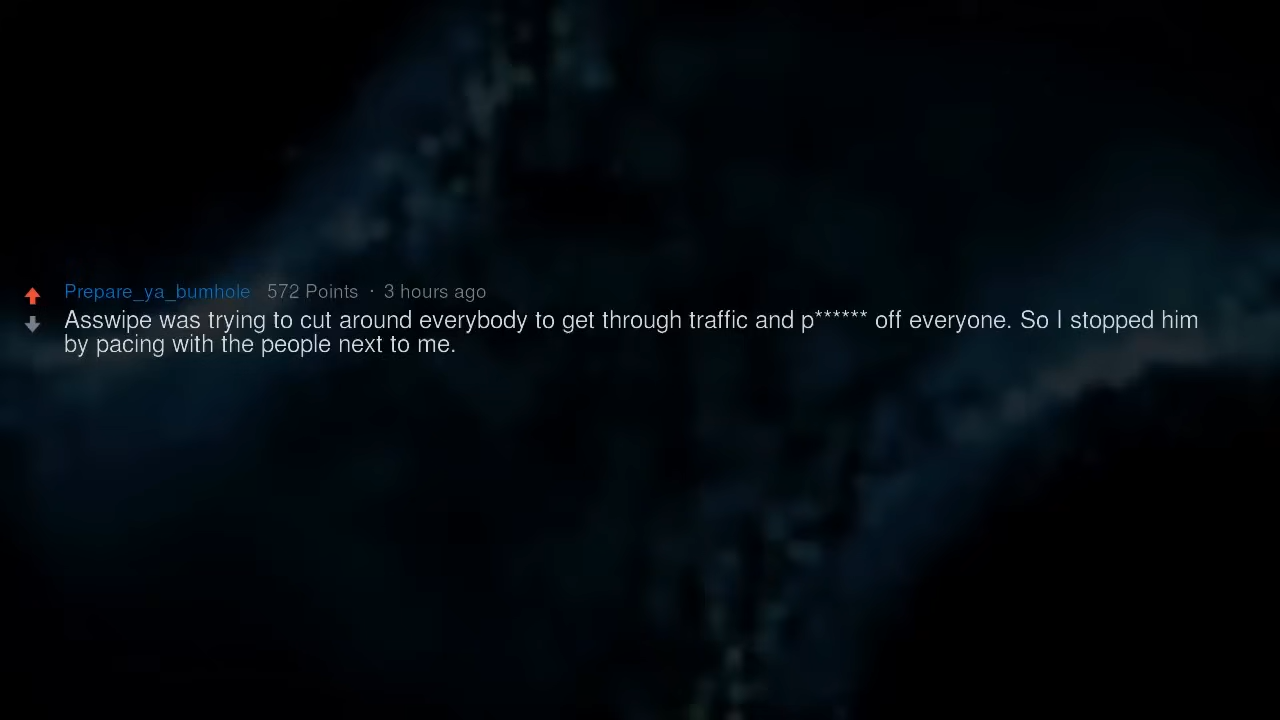 Prepare_ya_bumhole 572 Points · 3 hours ago
Asswipe was trying to cut around everybody to get through traffic and p****** off everyone. So I stopped him
by pacing with the people next to me.